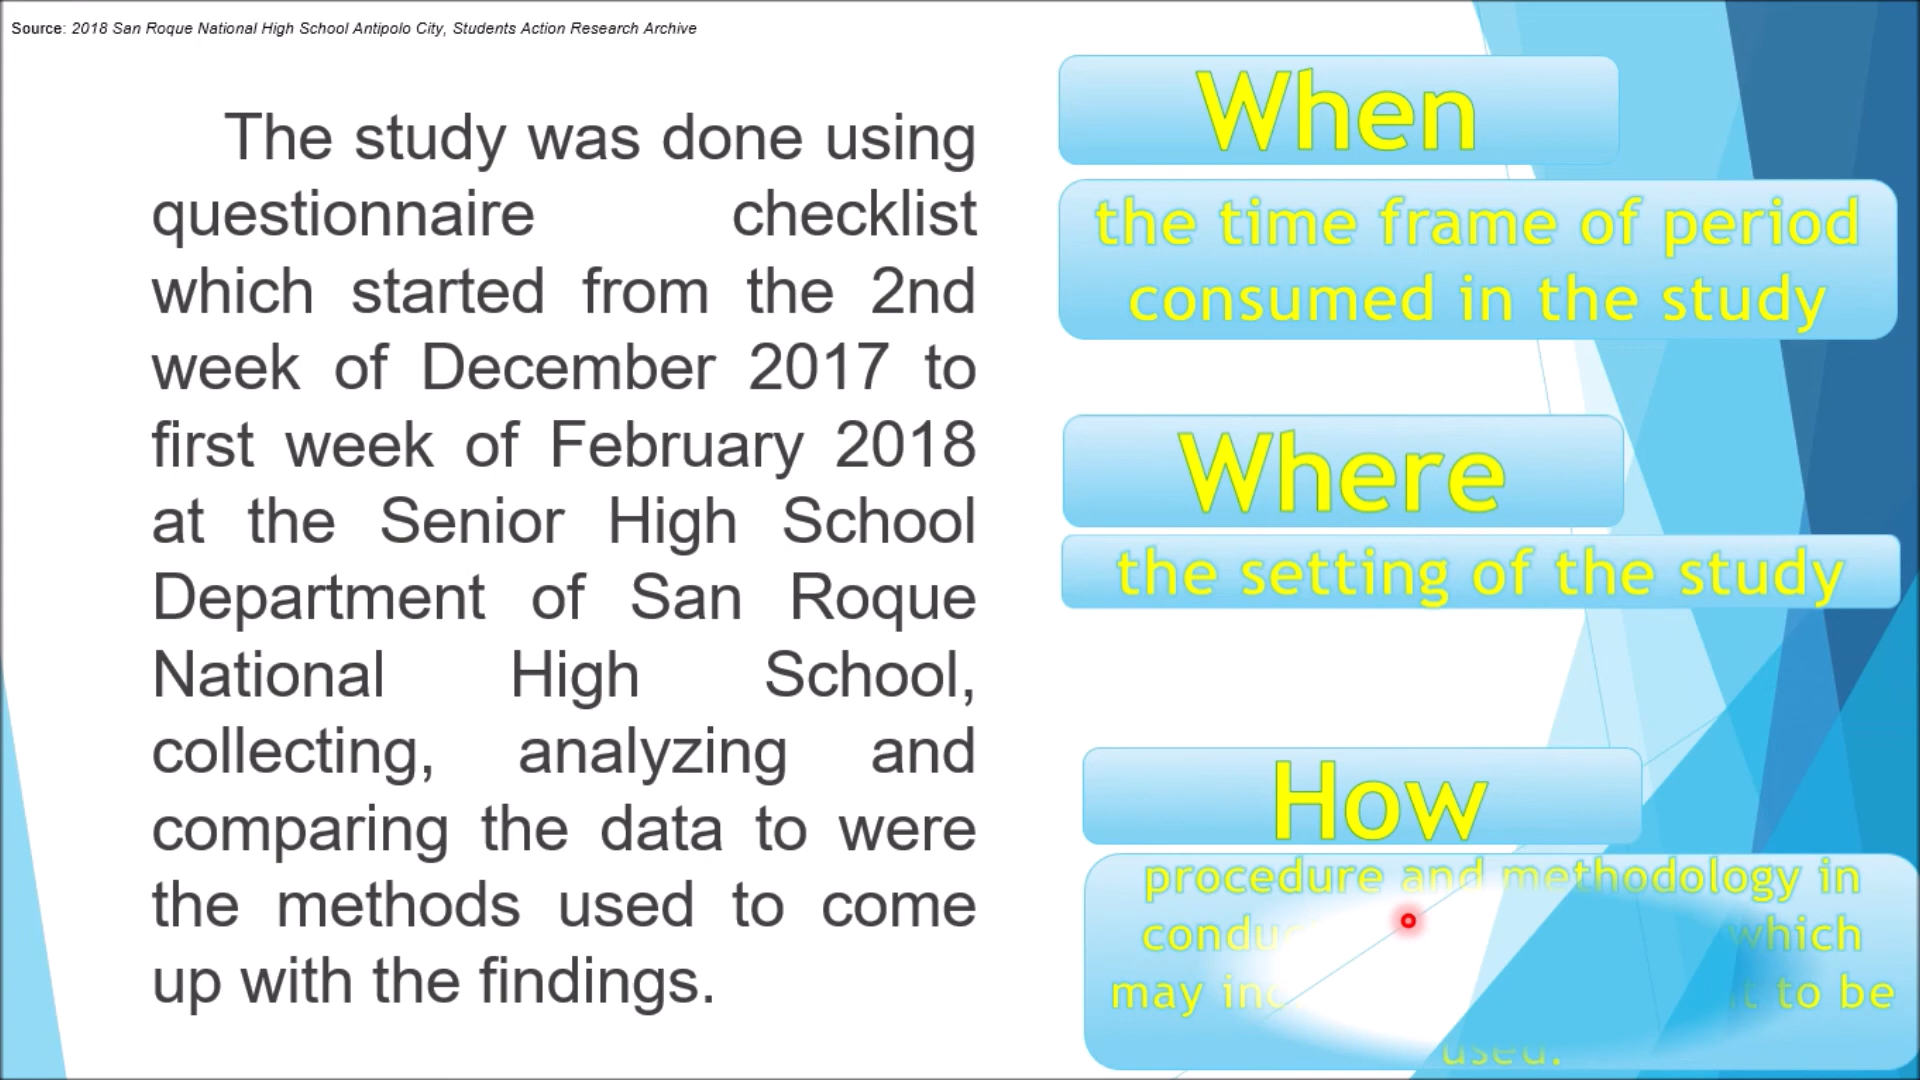 Source: 2018 San Roque National High School Antipolo City, Students Action Research Archive
The study was done using
questionnaire checklist
which started from the 2nd
week of December 2017 to
first week of February 2018
at the Senior High School
Department of San Roque
National High School,
collecting, analyzing and
comparing the data to were
the methods used to come
up with the findings.
When
the time frame of period
consumed in the study
Where
the setting of the study
How
procedure and methodology in
which
may to be
used.